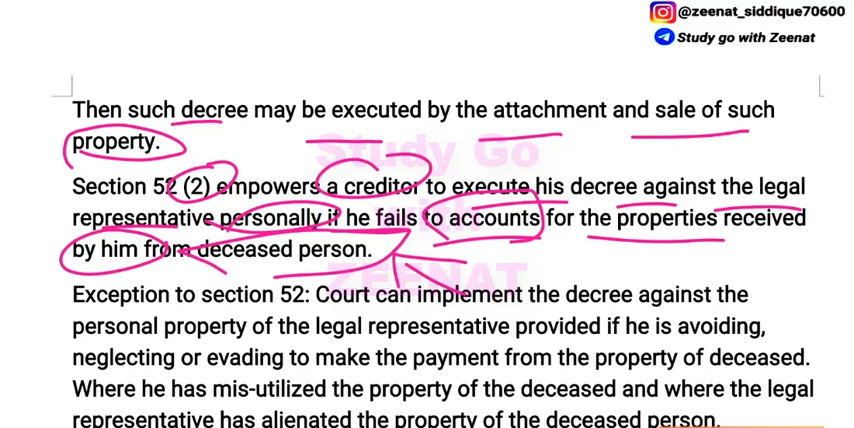 @zeenat_siddique70600
Study go with Zeenat
Then such decree may be executed by the attachment and sale of such
property.
Study Go
with
ZEENAT
Section 52 (2) empowers a creditor to execute his decree against the legal
representative personally if he fails to accounts for the properties received
by him from deceased person.
Exception to section 52: Court can implement the decree against the
personal property of the legal representative provided if he is avoiding,
neglecting or evading to make the payment from the property of deceased.
Where he has mis-utilized the property of the deceased and where the legal
representative has alienated the property of the deceased person.